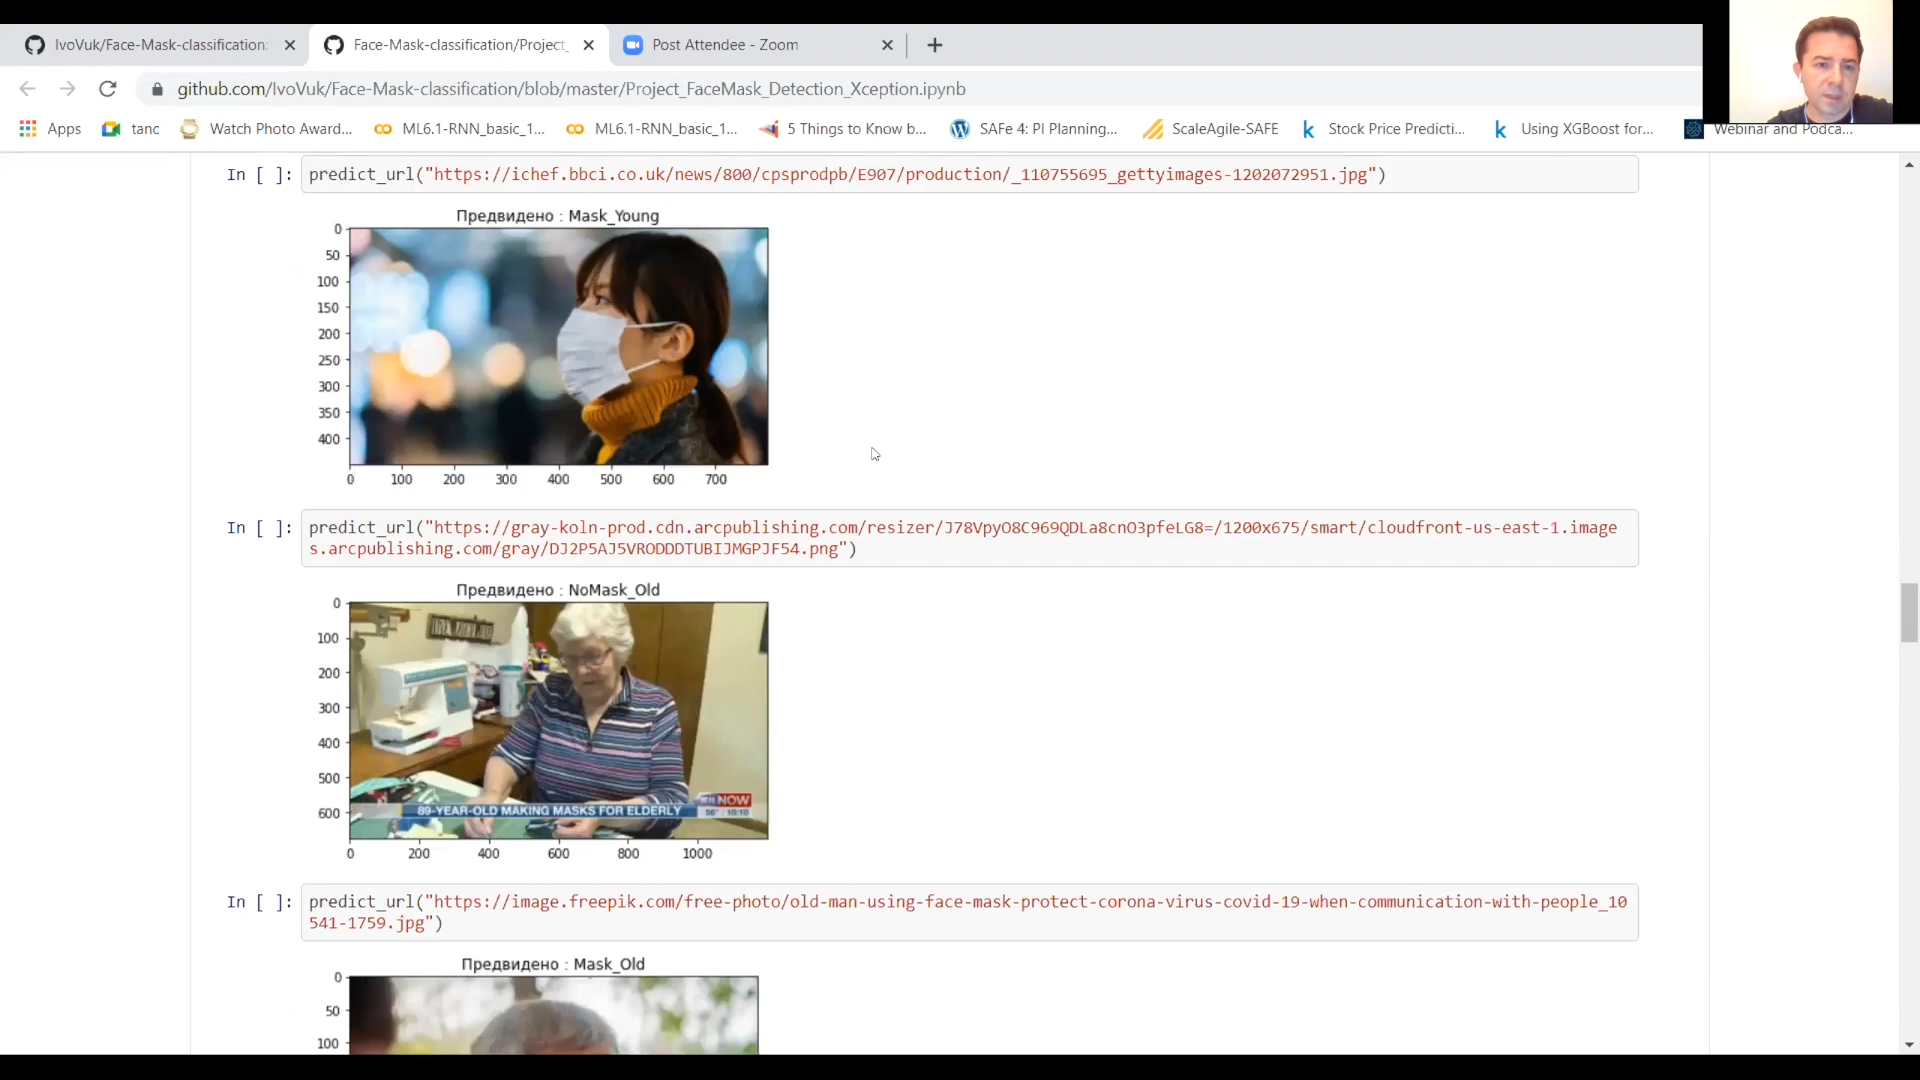 IvoVuk/Face-Mask-classification:
Face-Mask-classification/Project_
Post Attendee - Zoom
github.com/IvoVuk/Face-Mask-classification/blob/master/Project_FaceMask_Detection_Xception.ipynb
Apps
tanc
Watch Photo Award...
ML6.1-RNN_basic_1...
ML6.1-RNN_basic_1...
5 Things to Know b...
SAFe 4: PI Planning...
ScaleAgile-SAFE
Stock Price Predicti...
Using XGBoost for...
Webinar and Podca...
In [ ]: predict_url("https://ichef.bbci.co.uk/news/800/cpsprodpb/E907/production/_110755695_gettyimages-1202072951.jpg")
Предвидено : Mask_Young
0
50
100
150
200
250
300
350
400
0 100 200 300 400 500 600 700
In [ ]: predict_url("https://gray-koln-prod.cdn.arcpublishing.com/resizer/J78VpyO8C969QDLa8cnO3pfeLG8=/1200x675/smart/cloudfront-us-east-1.image
s.arcpublishing.com/gray/DJ2P5AJ5VRODDDTUBIJMGPJF54.png")
Предвидено : NoMask_Old
0
100
200
300
400
500
600
89-YEAR-OLD MAKING MASKS FOR ELDERLY
NOW
10:10
0 200 400 600 800 1000
In [ ]: predict_url("https://image.freepik.com/free-photo/old-man-using-face-mask-protect-corona-virus-covid-19-when-communication-with-people_10
541-1759.jpg")
Предвидено : Mask_Old
0
50
100